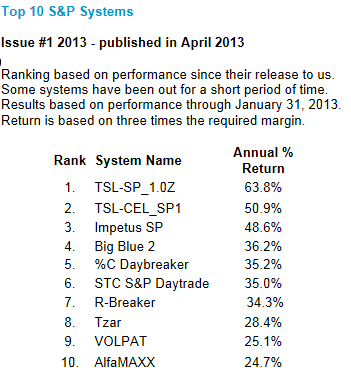 Top 10 S&P Systems
Issue #1 2013 - published in April 2013
Ranking based on performance since their release to us.
Some systems have been out for a short period of time.
Results based on performance through January 31, 2013.
Return is based on three times the required margin.
Rank System Name Annual % Return
1. TSL-SP_1.0Z 63.8%
2. TSL-CEL_SP1 50.9%
3. Impetus SP 48.6%
4. Big Blue 2 36.2%
5. %C Daybreaker 35.2%
6. STC S&P Daytrade 35.0%
7. R-Breaker 34.3%
8. Tzar 28.4%
9. VOLPAT 25.1%
10. AlfaMAXX 24.7%